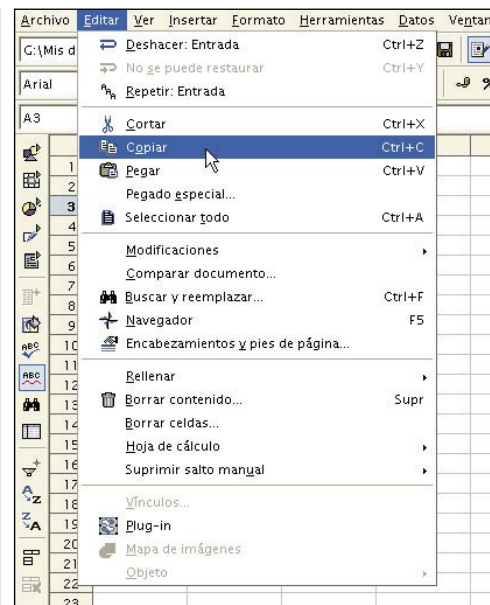 Archivo Editar Ver Insertar Formato Herramientas Datos Ventan
G:\Mis d
Arial
A3
Deshacer: Entrada Ctrl+Z
No se puede restaurar Ctrl+Y
Repetir: Entrada
Cortar Ctrl+X
Copiar Ctrl+C
Pegar Ctrl+V
Pegado especial...
Seleccionar todo Ctrl+A
Modificaciones
Comparar documento...
Buscar y reemplazar... Ctrl+F
Navegador F5
Encabezamientos y pies de página...
Rellenar
Borrar contenido... Supr
Borrar celdas...
Hoja de cálculo
Suprimir salto manual
Vínculos...
Plug-in
Mapa de imágenes
Objeto
1
2
3
4
5
6
7
8
9
10
11
12
13
14
15
16
17
18
19
20
21
22
23